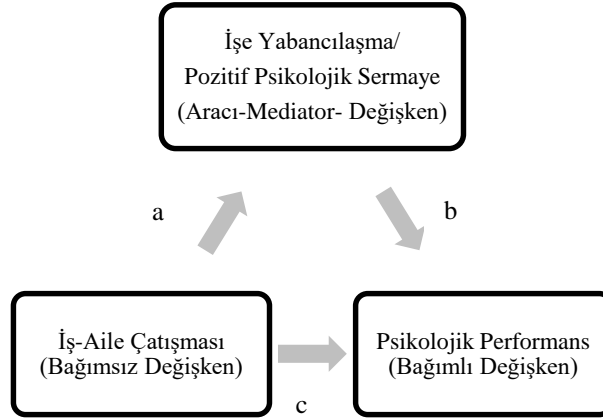 İşe Yabancılaşma/
Pozitif Psikolojik Sermaye
(Aracı-Mediator- Değişken)
a
b
İş-Aile Çatışması
(Bağımsız Değişken)
Psikolojik Performans
(Bağımlı Değişken)
c